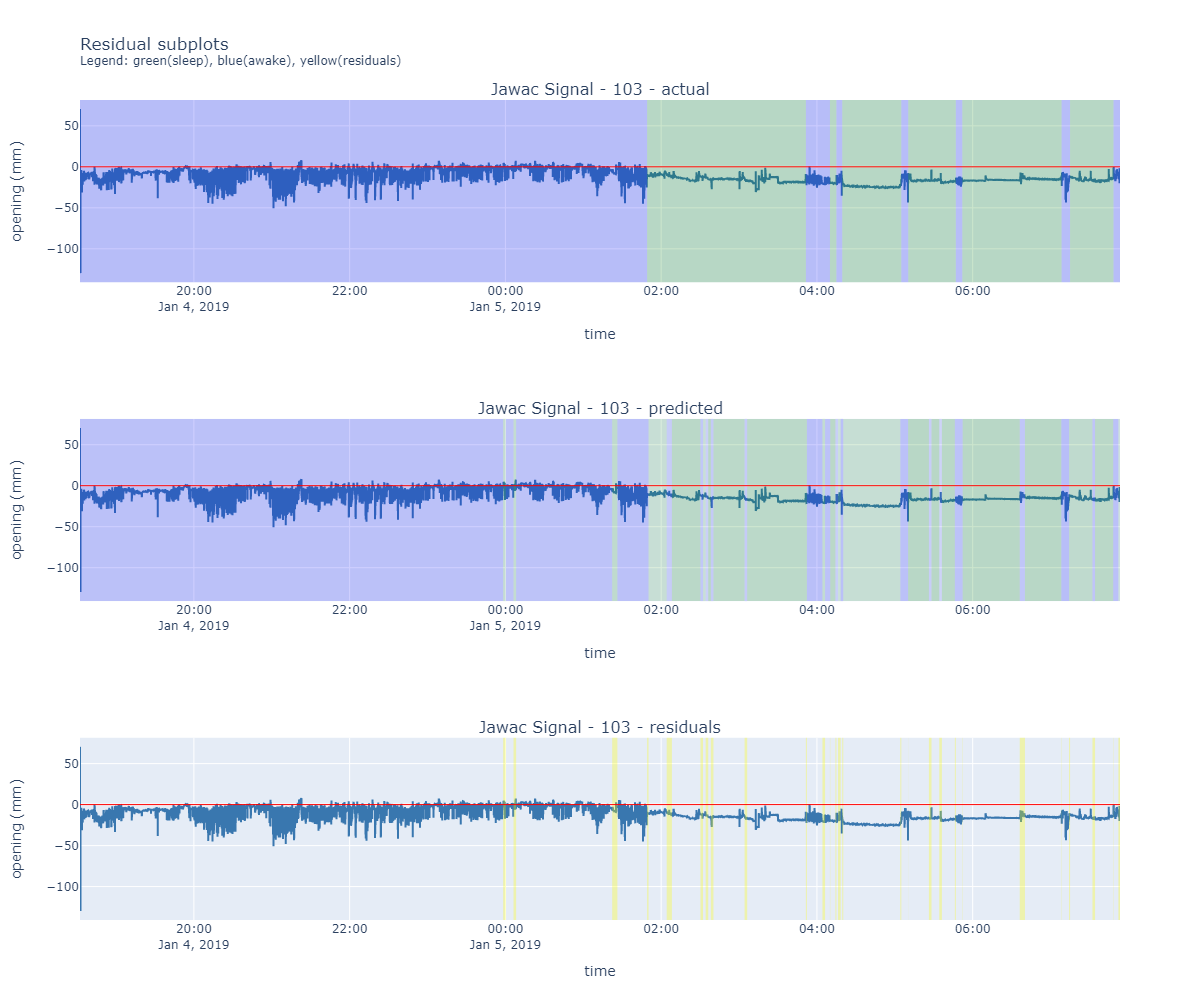 Residual subplots
Legend: green(sleep), blue(awake), yellow(residuals)
Jawac Signal - 103 - actual
50
0
−50
−100
opening (mm)
20:00
Jan 4, 2019
22:00
00:00
Jan 5, 2019
02:00
04:00
06:00
time
Jawac Signal - 103 - predicted
50
0
−50
−100
opening (mm)
20:00
Jan 4, 2019
22:00
00:00
Jan 5, 2019
02:00
04:00
06:00
time
Jawac Signal - 103 - residuals
50
0
−50
−100
opening (mm)
20:00
Jan 4, 2019
22:00
00:00
Jan 5, 2019
02:00
04:00
06:00
time